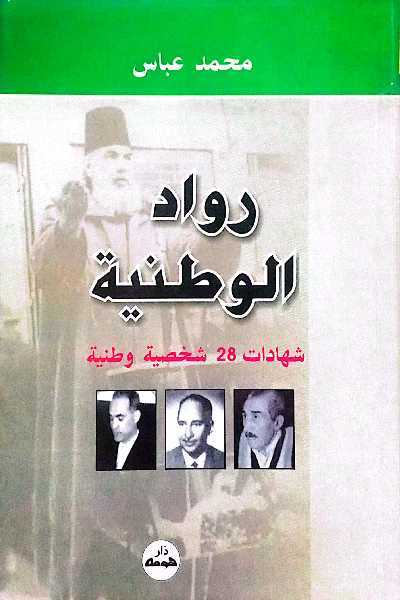 محمد عباس
رواد
الوطنية
شهادات 28 شخصية وطنية
دار
هومه